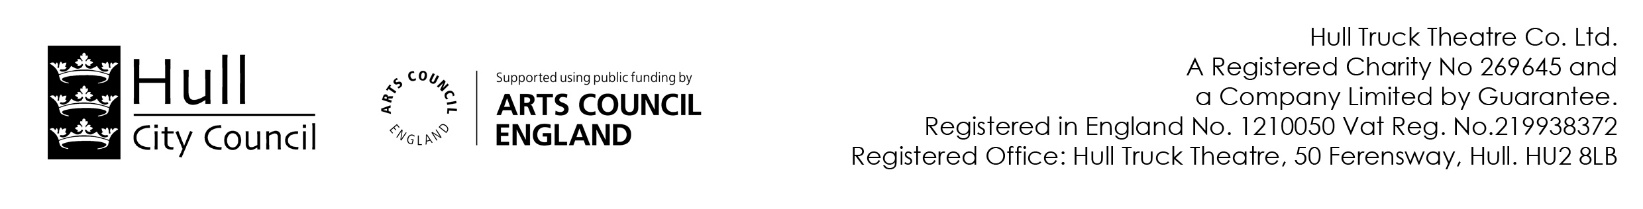 Hull
City Council
ARTS COUNCIL
ENGLAND
Supported using public funding by
ARTS COUNCIL
ENGLAND
Hull Truck Theatre Co. Ltd.
A Registered Charity No 269645 and
a Company Limited by Guarantee.
Registered in England No. 1210050 Vat Reg. No.219938372
Registered Office: Hull Truck Theatre, 50 Ferensway, Hull. HU2 8LB